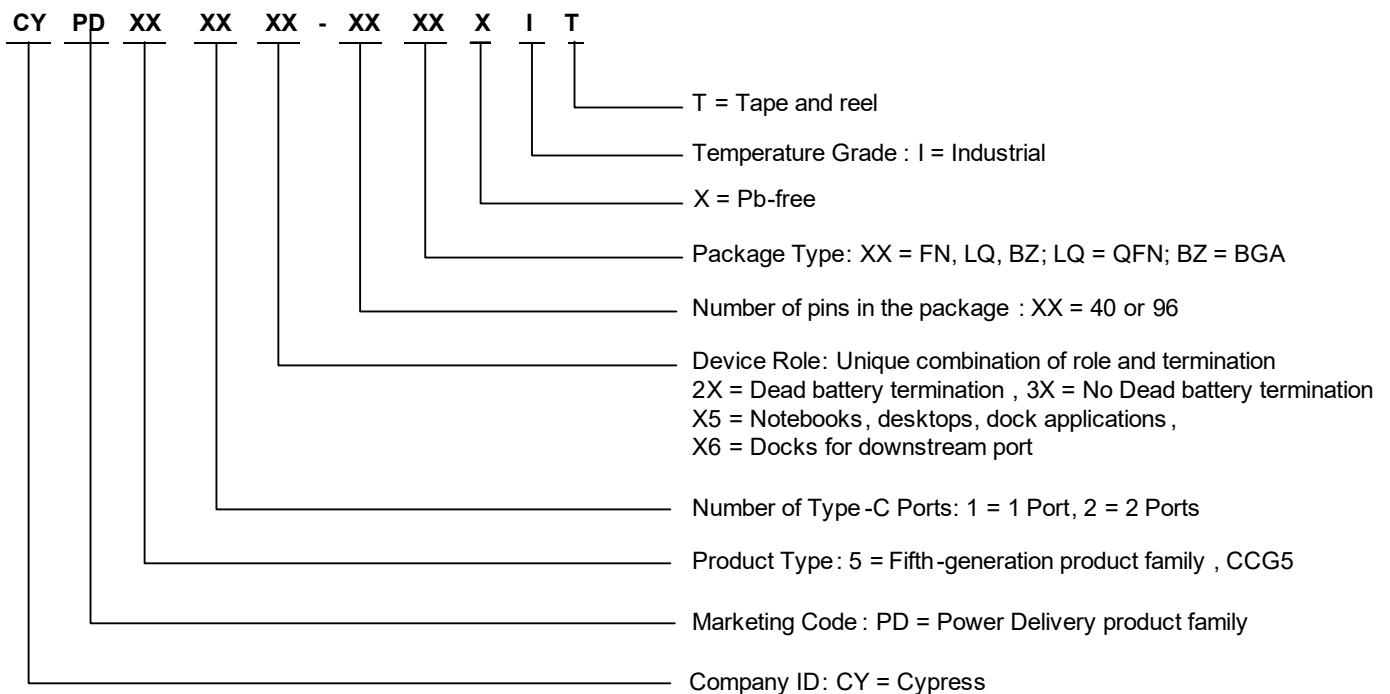 CY PD XX XX XX - XX XX X I T
T = Tape and reel
Temperature Grade : I = Industrial
X = Pb-free
Package Type: XX = FN, LQ, BZ; LQ = QFN; BZ = BGA
Number of pins in the package : XX = 40 or 96
Device Role: Unique combination of role and termination
2X = Dead battery termination , 3X = No Dead battery termination
X5 = Notebooks, desktops, dock applications,
X6 = Docks for downstream port
Number of Type-C Ports: 1 = 1 Port, 2 = 2 Ports
Product Type: 5 = Fifth-generation product family , CCG5
Marketing Code : PD = Power Delivery product family
Company ID: CY = Cypress